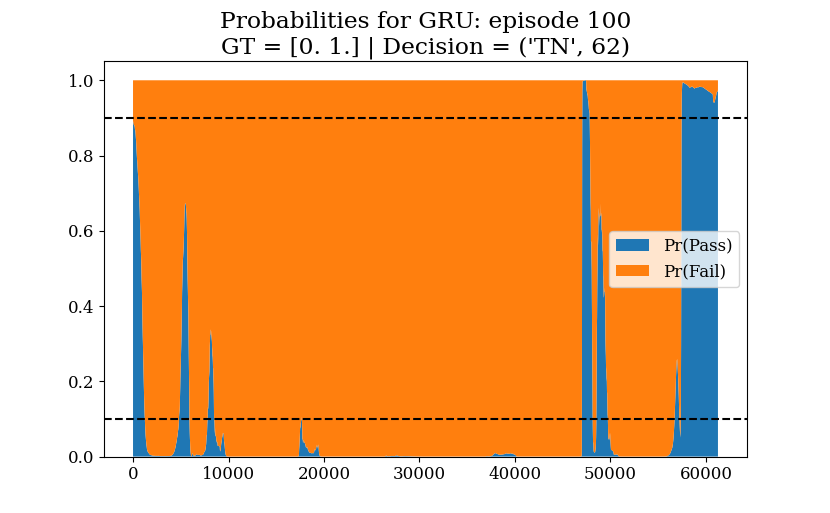 Probabilities for GRU: episode 100
GT = [0. 1.] | Decision = ('TN', 62)
1.0
0.8
0.6
0.4
0.2
0.0
Pr(Pass)
Pr(Fail)
0 10000 20000 30000 40000 50000 60000